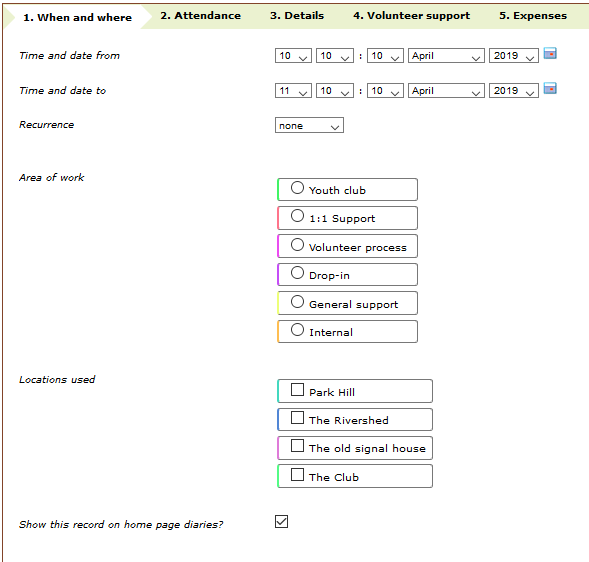 1. When and where 2. Attendance 3. Details 4. Volunteer support 5. Expenses
Time and date from 10 10 : 10 April 2019
Time and date to 11 10 : 10 April 2019
Recurrence none
Area of work
Youth club
1:1 Support
Volunteer process
Drop-in
General support
Internal
Locations used
Park Hill
The Rivershed
The old signal house
The Club
Show this record on home page diaries?